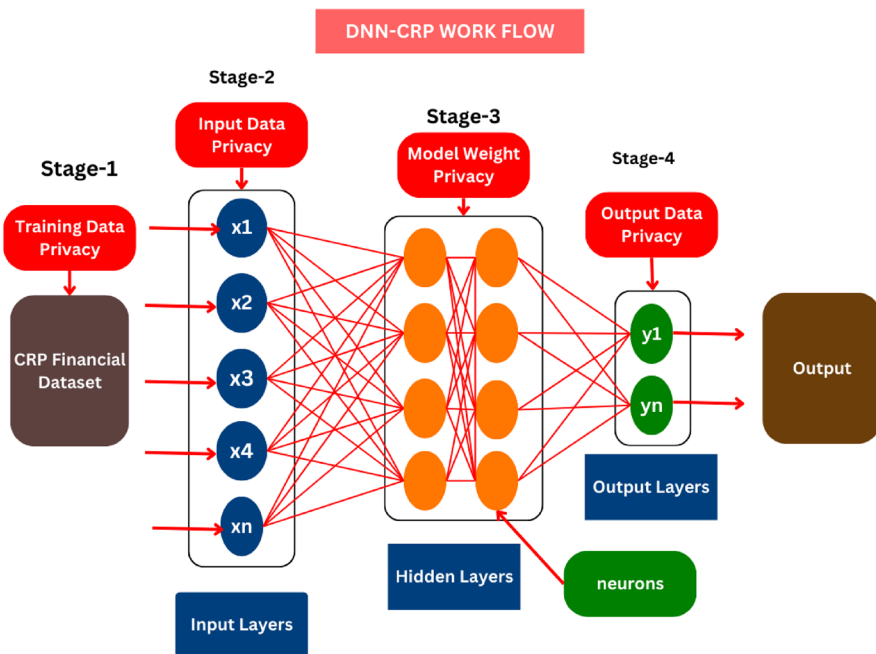 DNN-CRP WORK FLOW
Stage-2
Input Data
Privacy
Stage-3
Model Weight
Privacy
Stage-4
Output Data
Privacy
Stage-1
Training Data
Privacy
CRP Financial
Dataset
x1
x2
x3
x4
xn
y1
yn
Output
Output Layers
Hidden Layers
neurons
Input Layers